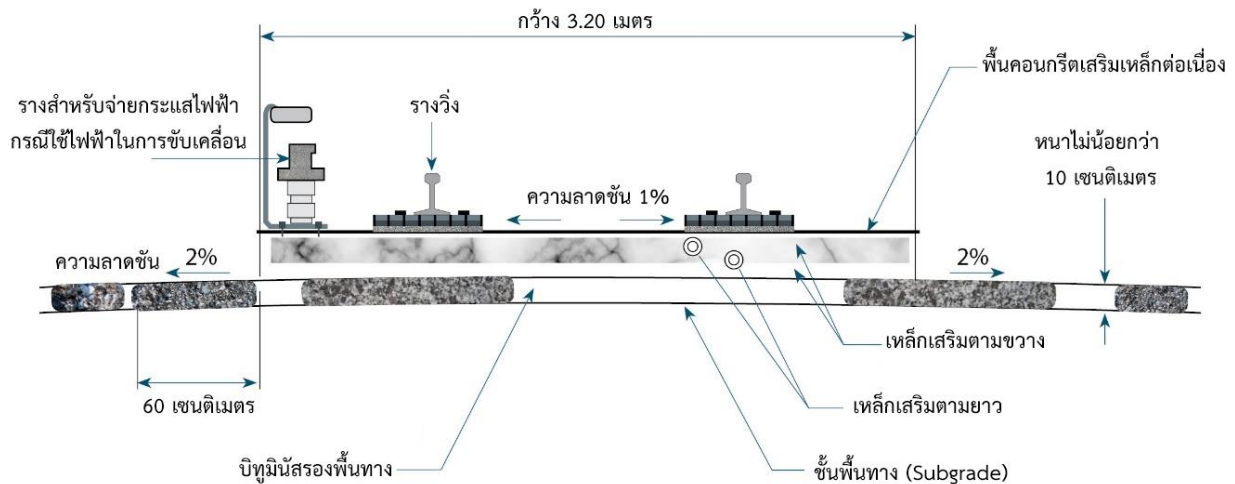 กว้าง 3.20 เมตร
พื้นคอนกรีตเสริมเหล็กต่อเนื่อง
รางสำหรับจ่ายกระแสไฟฟ้า
กรณีใช้ไฟฟ้าในการขับเคลื่อน
รางวิ่ง
หนาไม่น้อยกว่า
10 เซนติเมตร
ความลาดชัน 1%
ความลาดชัน
2%
2%
เหล็กเสริมตามขวาง
60 เซนติเมตร
เหล็กเสริมตามยาว
บิทูมินัสรองพื้นทาง
ชั้นพื้นทาง (Subgrade)